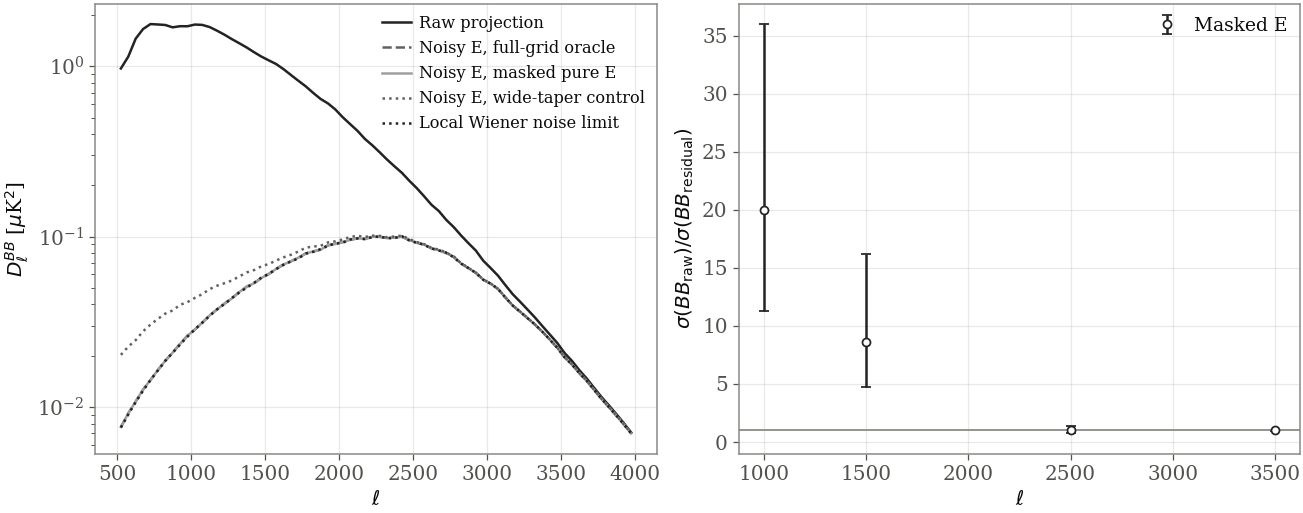 Raw projection
Noisy E, full-grid oracle
Noisy E, masked pure E
Noisy E, wide-taper control
Local Wiener noise limit
10⁰
10⁻¹
10⁻²
D_ℓ^{BB} [μK²]
500 1000 1500 2000 2500 3000 3500 4000
ℓ
Masked E
35
30
25
20
15
10
5
0
σ(BB_raw)/σ(BB_residual)
1000 1500 2000 2500 3000 3500
ℓ